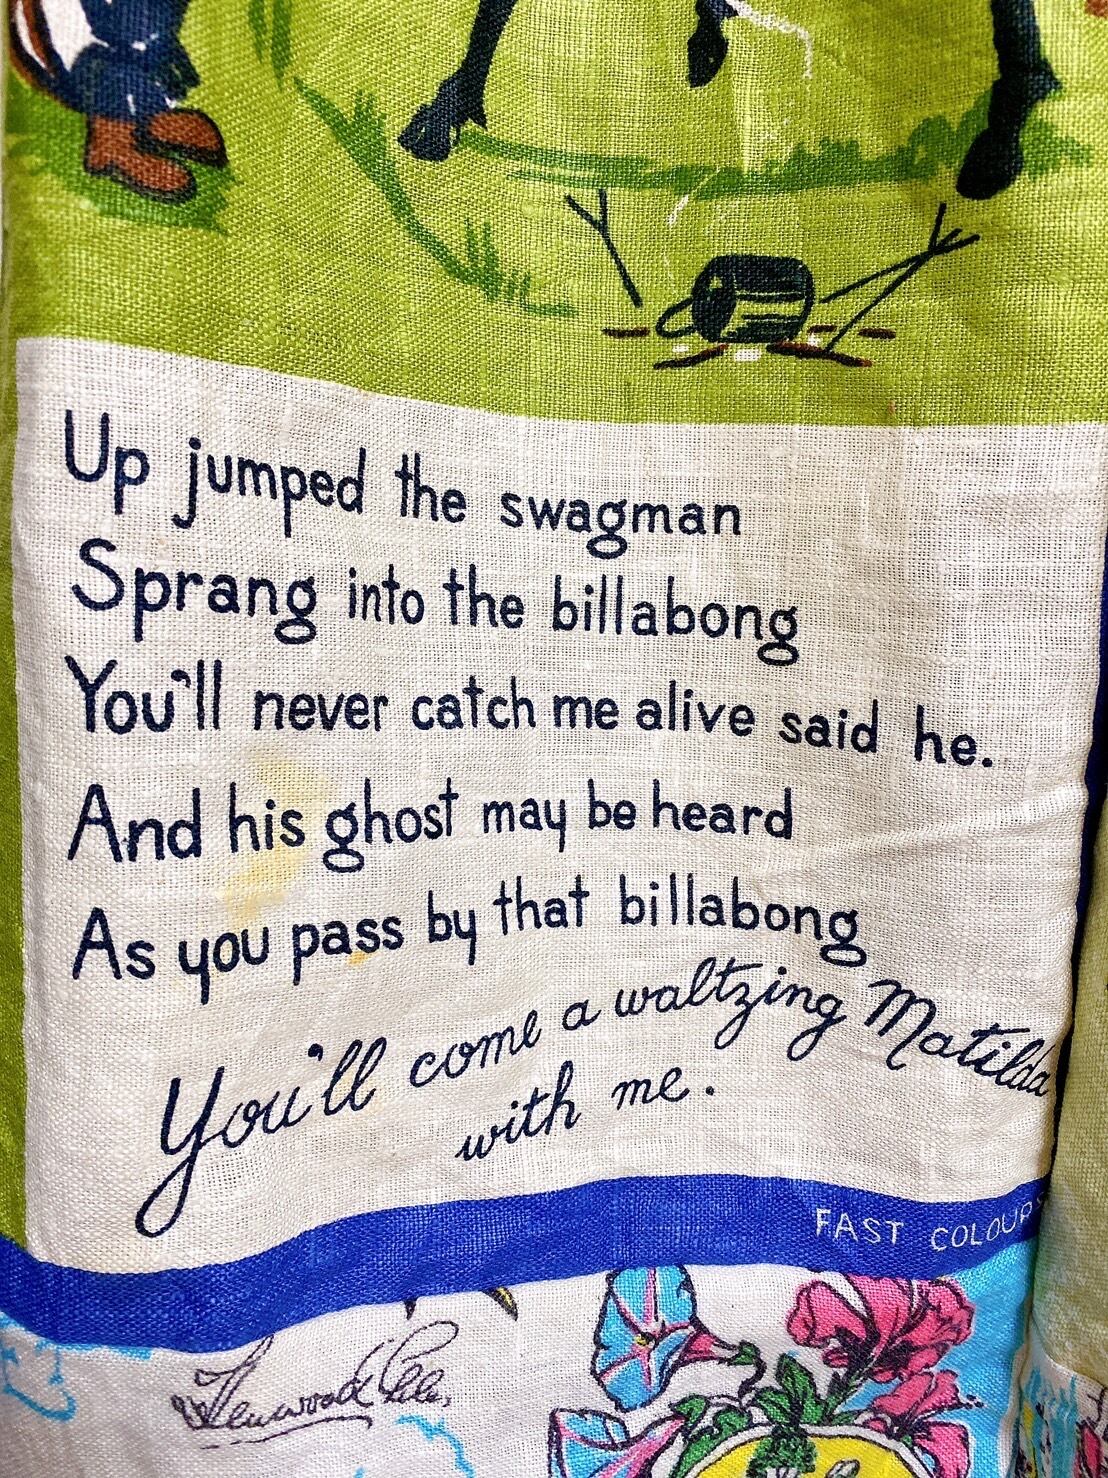 Up jumped the swagman
Sprang into the billabong
You'll never catch me alive said he.
And his ghost may be heard
As you pass by that billabong
You'll come a waltzing Matilda
with me.
FAST COLOURS